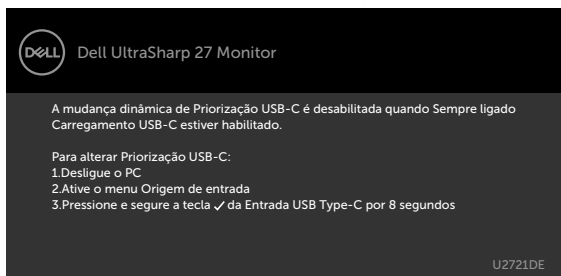 DELL
Dell UltraSharp 27 Monitor
A mudança dinâmica de Priorização USB-C é desabilitada quando Sempre ligado
Carregamento USB-C estiver habilitado.
Para alterar Priorização USB-C:
1.Desligue o PC
2.Ative o menu Origem de entrada
3.Pressione e segure a tecla ✓ da Entrada USB Type-C por 8 segundos
U2721DE